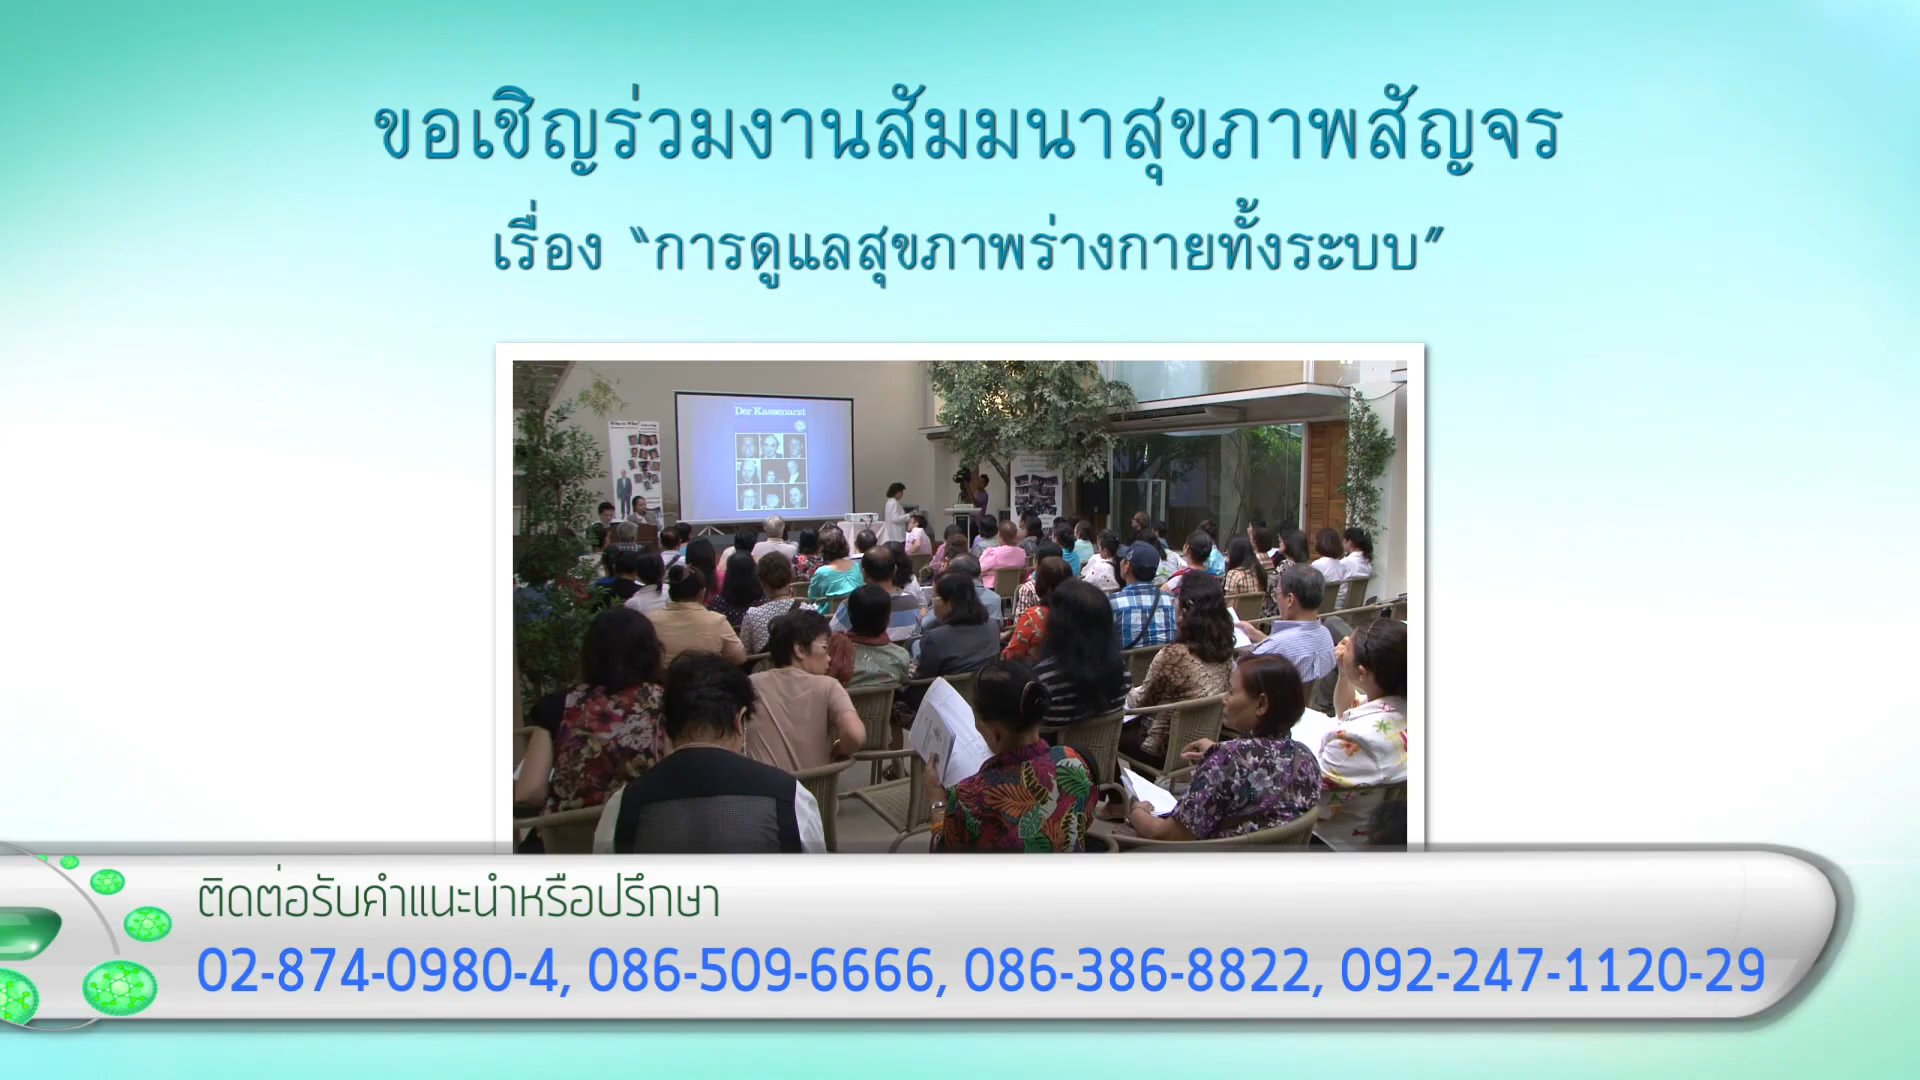 ขอเชิญร่วมงานสัมมนาสุขภาพสัญจร
เรื่อง “การดูแลสุขภาพร่างกายทั้งระบบ”
Der Kassenarzt
Who is Who?
ติดต่อรับคำแนะนำหรือปรึกษา
02-874-0980-4, 086-509-6666, 086-386-8822, 092-247-1120-29